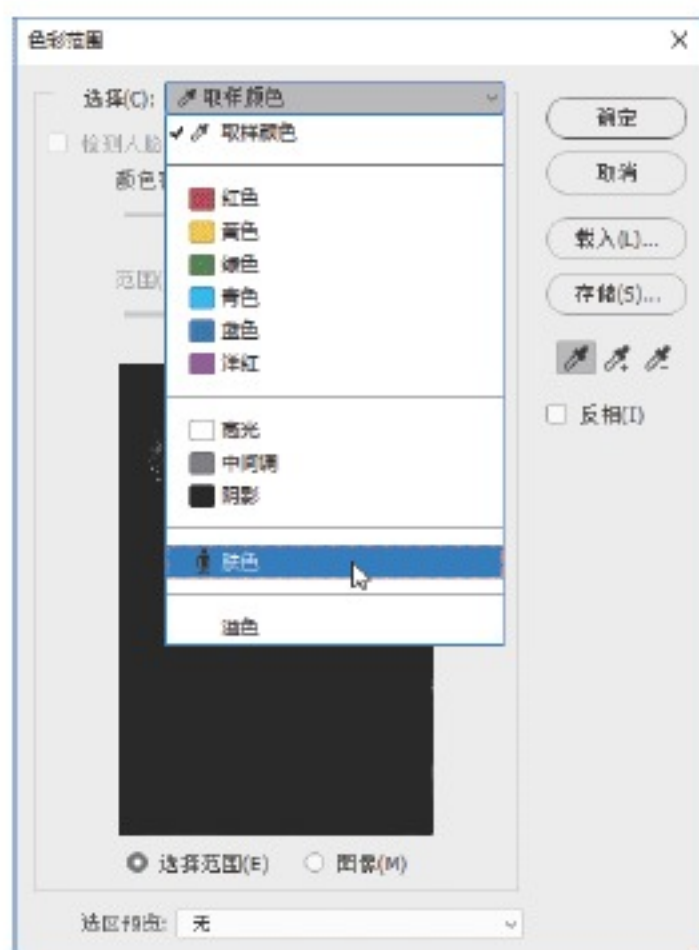 色彩范围
选择(C): 取样颜色
取样颜色
检测人脸
颜色
红色
黄色
绿色
范围(
青色
蓝色
洋红
高光
中间调
阴影
肤色
溢色
确定
取消
载入(L)...
存储(S)...
反相(I)
选择范围(E) 图像(M)
选区预览: 无